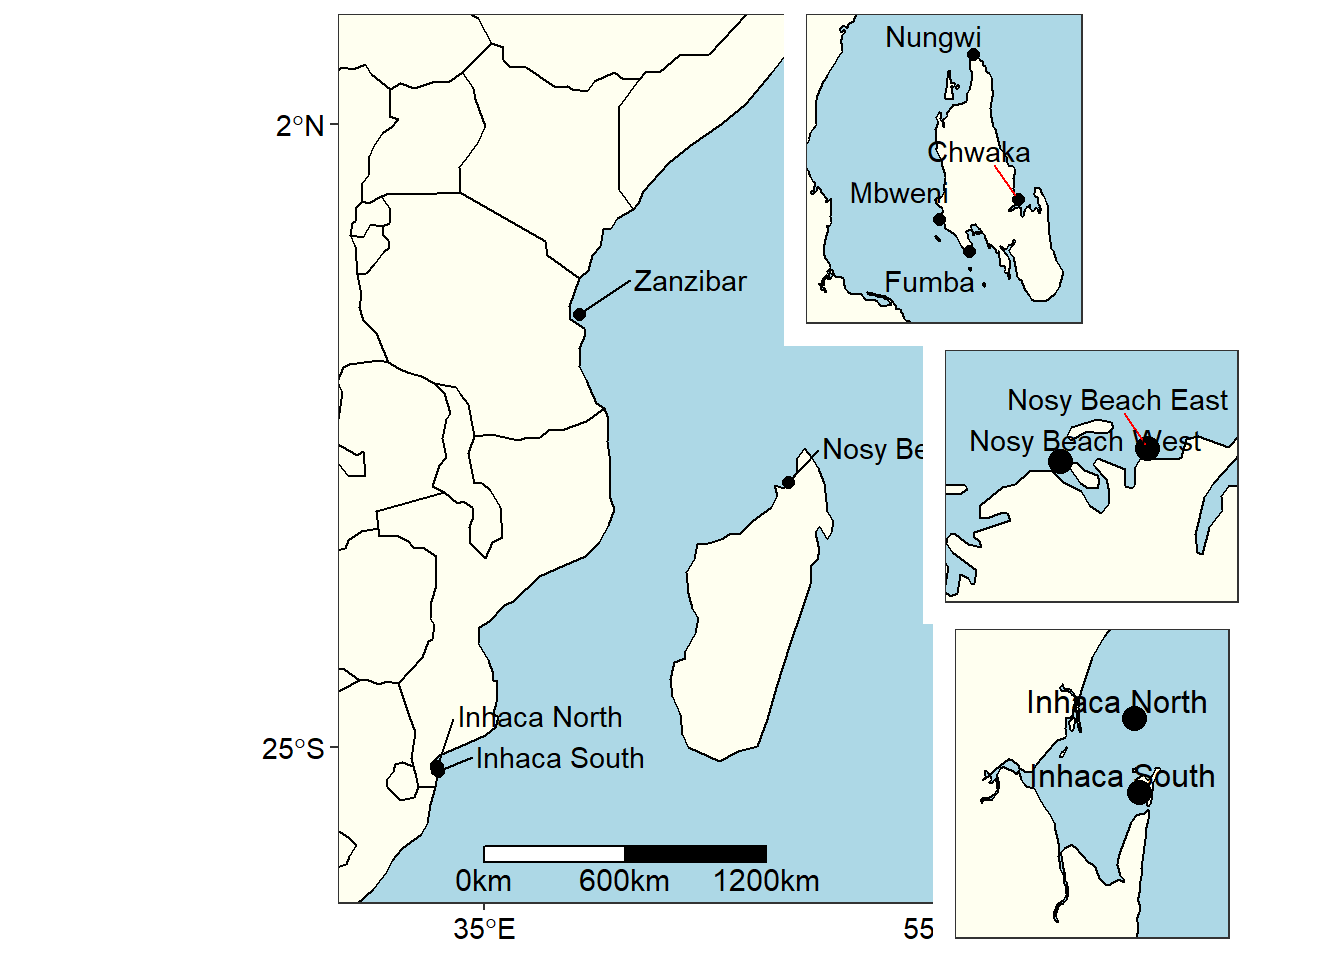 2°N
Zanzibar
Nosy Be
Inhaca North
Inhaca South
25°S
0km 600km 1200km
35°E
55
Nungwi
Chwaka
Mbweni
Fumba
Nosy Beach East
Nosy Beach West
Inhaca North
Inhaca South